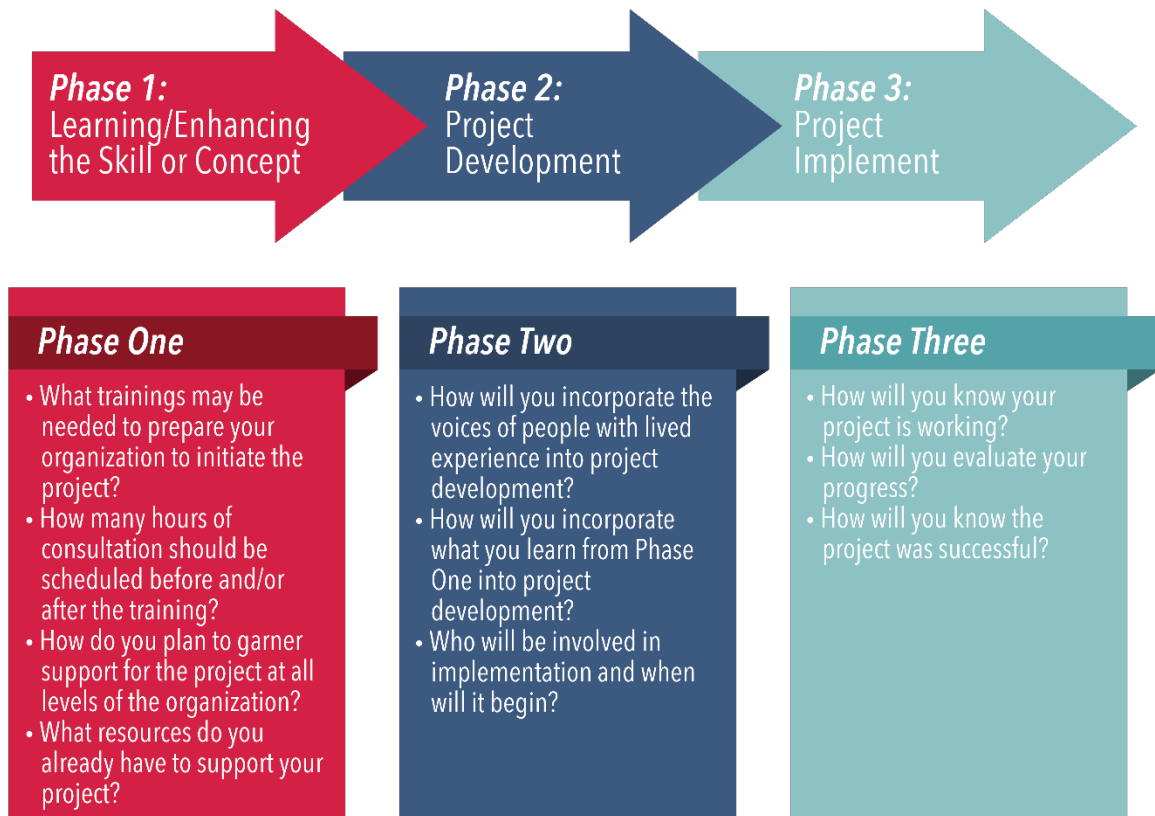 Phase 1:
Learning/Enhancing
the Skill or Concept
Phase 2:
Project
Development
Phase 3:
Project
Implement
Phase One
• What trainings may be
needed to prepare your
organization to initiate the
project?
• How many hours of
consultation should be
scheduled before and/or
after the training?
• How do you plan to garner
support for the project at all
levels of the organization?
• What resources do you
already have to support your
project?
Phase Two
• How will you incorporate the
voices of people with lived
experience into project
development?
• How will you incorporate
what you learn from Phase
One into project
development?
• Who will be involved in
implementation and when
will it begin?
Phase Three
• How will you know your
project is working?
• How will you evaluate your
progress?
• How will you know the
project was successful?